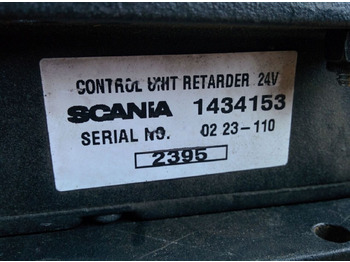 CONTROL UNIT RETARDER 24V
SCANIA 1434153
SERIAL NO. 02 23-110
2395